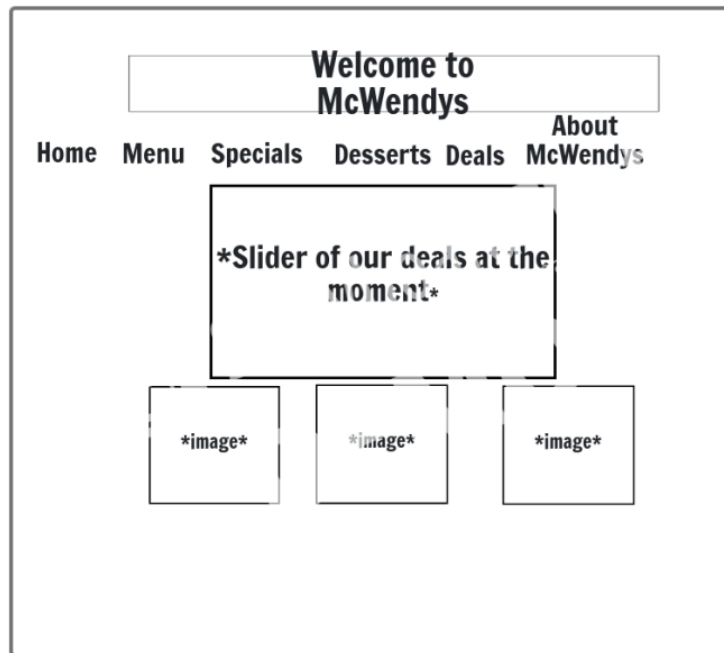 Welcome to
McWendys
Home Menu Specials Desserts Deals About McWendys
*Slider of our deals at the
moment*
*image* *image* *image*